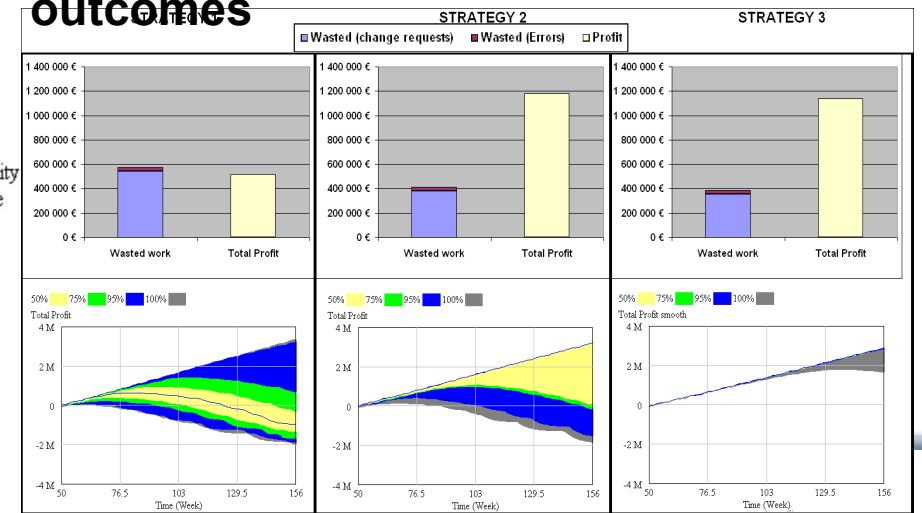 outcomes
STRATEGY 2
STRATEGY 3
Wasted (change requests) Wasted (Errors) Profit
1 400 000 €
1 200 000 €
1 000 000 €
800 000 €
600 000 €
400 000 €
200 000 €
0 €
Wasted work Total Profit
1 400 000 €
1 200 000 €
1 000 000 €
800 000 €
600 000 €
400 000 €
200 000 €
0 €
Wasted work Total Profit
1 400 000 €
1 200 000 €
1 000 000 €
800 000 €
600 000 €
400 000 €
200 000 €
0 €
Wasted work Total Profit
50% 75% 95% 100%
Total Profit
4 M
2 M
0
-2 M
-4 M
50 76.5 103 129.5 156
Time (Week)
50% 75% 95% 100%
Total Profit
4 M
2 M
0
-2 M
-4 M
50 76.5 103 129.5 156
Time (Week)
50% 75% 95% 100%
Total Profit smooth
4 M
2 M
0
-2 M
-4 M
50 76.5 103 129.5 156
Time (Week)